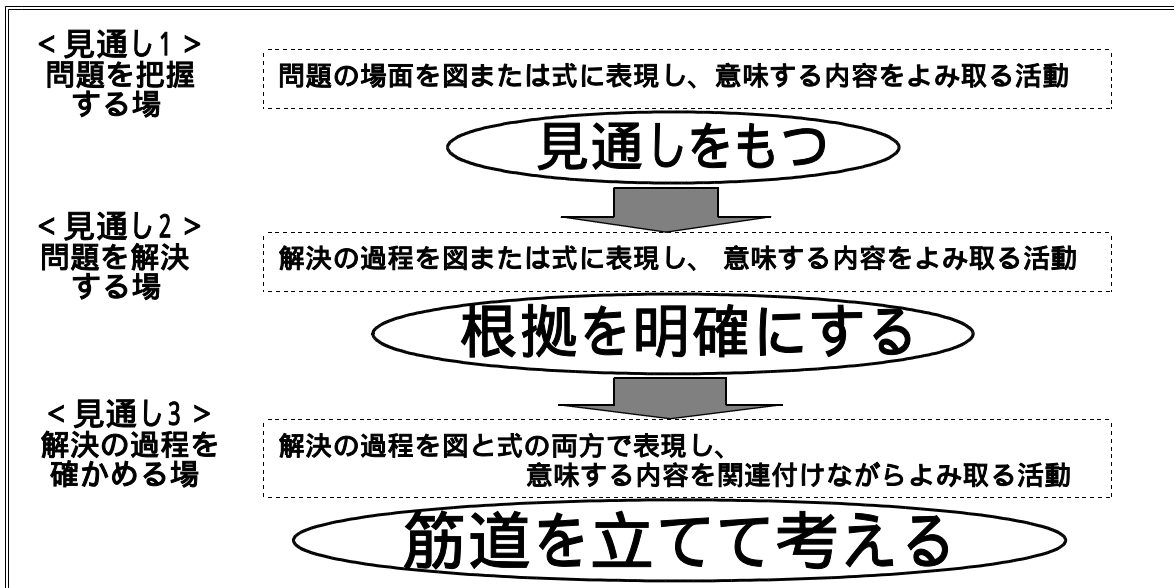 ＜見通し1＞
問題を把握
する場
問題の場面を図または式に表現し、意味する内容をよみ取る活動
見通しをもつ
＜見通し2＞
問題を解決
する場
解決の過程を図または式に表現し、 意味する内容をよみ取る活動
根拠を明確にする
＜見通し3＞
解決の過程を
確かめる場
解決の過程を図と式の両方で表現し、
意味する内容を関連付けながらよみ取る活動
筋道を立てて考える